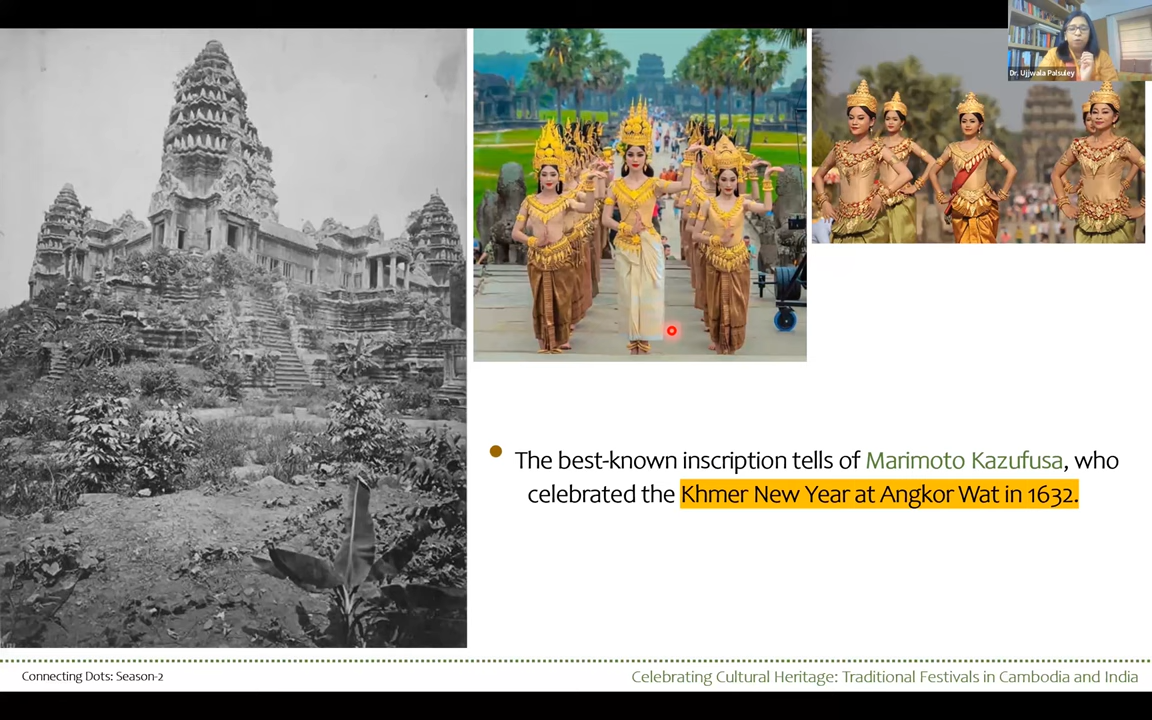 Dr. Ujjwala Palsuley
The best-known inscription tells of Marimoto Kazufusa, who
celebrated the Khmer New Year at Angkor Wat in 1632.
Connecting Dots: Season-2
Celebrating Cultural Heritage: Traditional Festivals in Cambodia and India